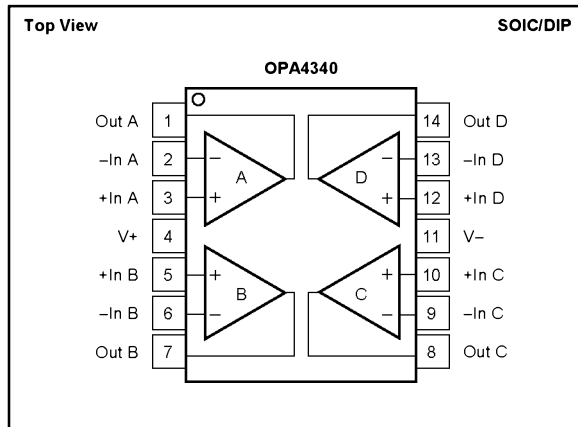 Top View SOIC/DIP
OPA4340
Out A 1 14 Out D
–In A 2 – – 13 –In D
A D
+In A 3 + + 12 +In D
V+ 4 11 V–
+In B 5 + + 10 +In C
B C
–In B 6 – – 9 –In C
Out B 7 8 Out C